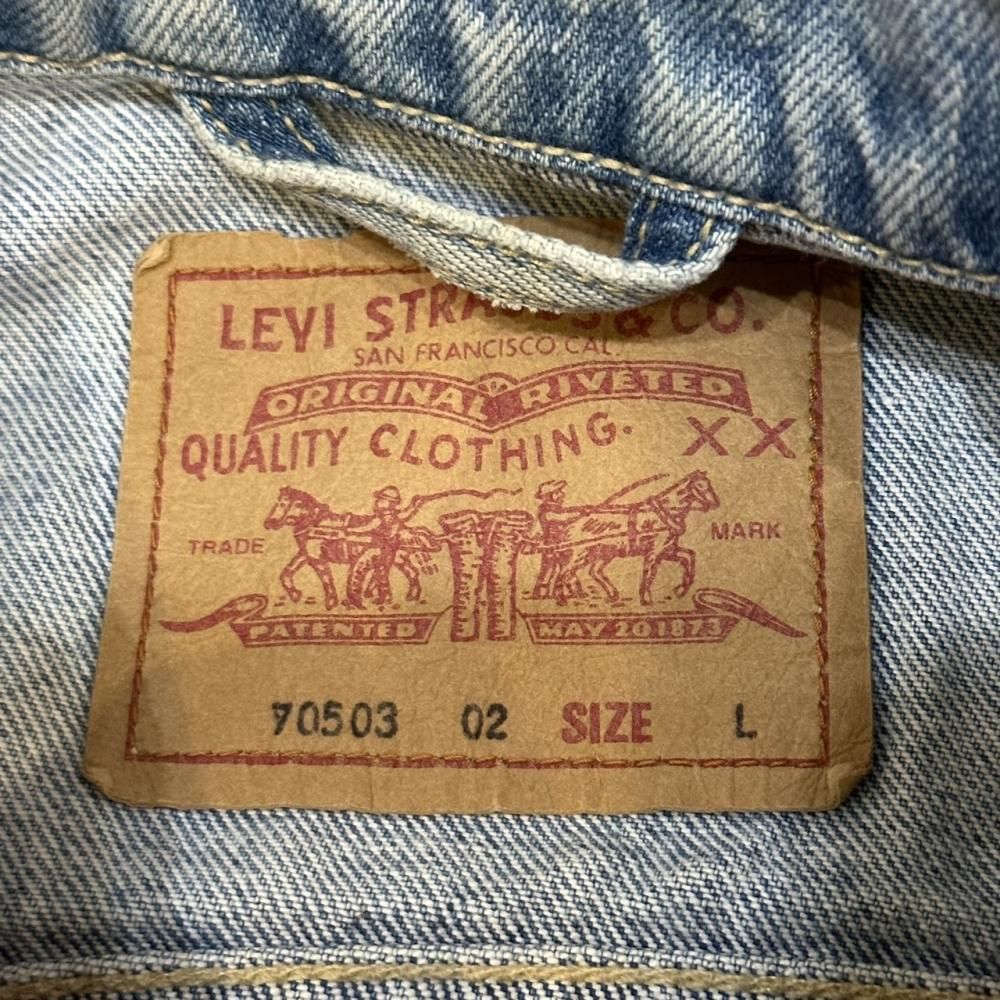 LEVI STRAUSS & CO.
SAN FRANCISCO CAL.
ORIGINAL RIVETED
QUALITY CLOTHING. XX
TRADE MARK
PATENTED MAY 20 1873
70503 02 SIZE L